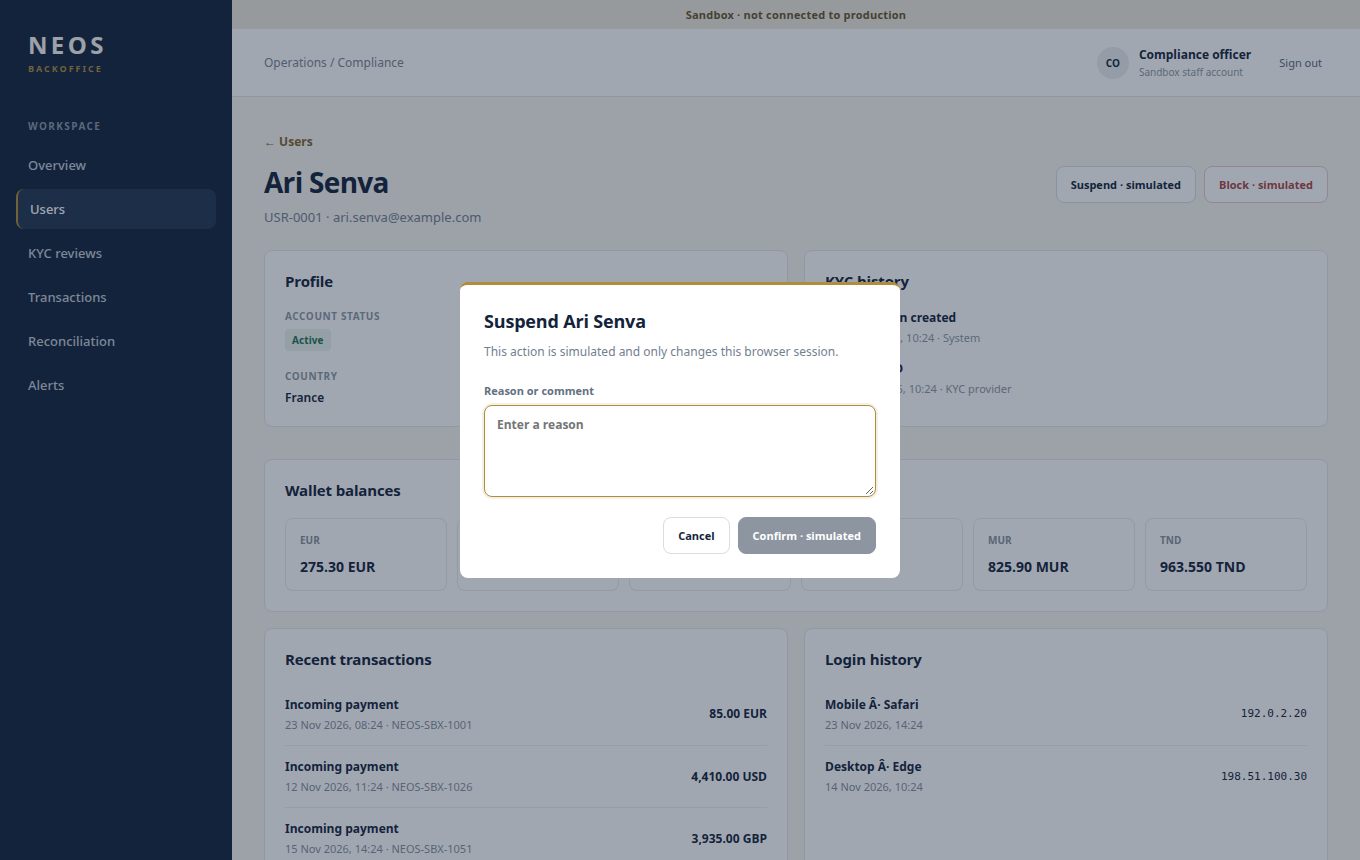 Sandbox · not connected to production
NEOS
BACKOFFICE
WORKSPACE
Overview
Users
KYC reviews
Transactions
Reconciliation
Alerts
Operations / Compliance
CO
Compliance officer
Sandbox staff account
Sign out
← Users
Ari Senva
USR-0001 · ari.senva@example.com
Suspend · simulated
Block · simulated
Profile
ACCOUNT STATUS
Active
COUNTRY
France
KYC history
created
10:24 · System
10:24 · KYC provider
Suspend Ari Senva
This action is simulated and only changes this browser session.
Reason or comment
Enter a reason
Cancel
Confirm · simulated
Wallet balances
EUR
275.30 EUR
MUR
825.90 MUR
TND
963.550 TND
Recent transactions
Incoming payment
23 Nov 2026, 08:24 · NEOS-SBX-1001
85.00 EUR
Incoming payment
12 Nov 2026, 11:24 · NEOS-SBX-1026
4,410.00 USD
Incoming payment
15 Nov 2026, 14:24 · NEOS-SBX-1051
3,935.00 GBP
Login history
Mobile Â· Safari
23 Nov 2026, 14:24
192.0.2.20
Desktop Â· Edge
14 Nov 2026, 10:24
198.51.100.30